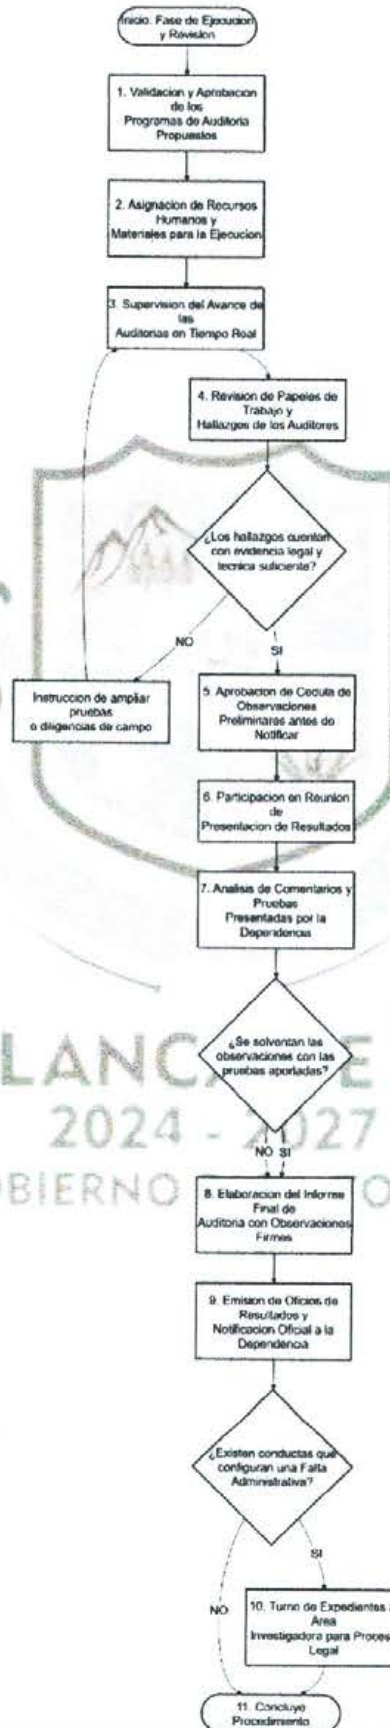 Inicio: Fase de Ejecucion
y Revision
1. Validacion y Aprobacion
de los
Programas de Auditoria
Propuestos
2. Asignacion de Recursos
Humanos y
Materiales para la Ejecucion
3. Supervision del Avance de
las
Auditorias en Tiempo Real
4. Revision de Papeles de
Trabajo y
Hallazgos de los Auditores
¿Los hallazgos cuentan
con evidencia legal y
tecnica suficiente?
NO
SI
Instruccion de ampliar
pruebas
o diligencias de campo
5. Aprobacion de Cedula de
Observaciones
Preliminares antes de
Notificar
6. Participacion en Reunion
de
Presentacion de Resultados
7. Analisis de Comentarios y
Pruebas
Presentadas por la
Dependencia
¿Se solventan las
observaciones con las
pruebas aportadas?
2024 - 2027
NO SI
8. Elaboracion del Informe
Final de
Auditoria con Observaciones
Firmes
9. Emision de Oficios de
Resultados y
Notificacion Oficial a la
Dependencia
¿Existen conductas que
configuran una Falta
Administrativa?
SI
NO
10. Turno de Expedientes
Area
Investigadora para
Legal
11. Concluye
Procedimiento